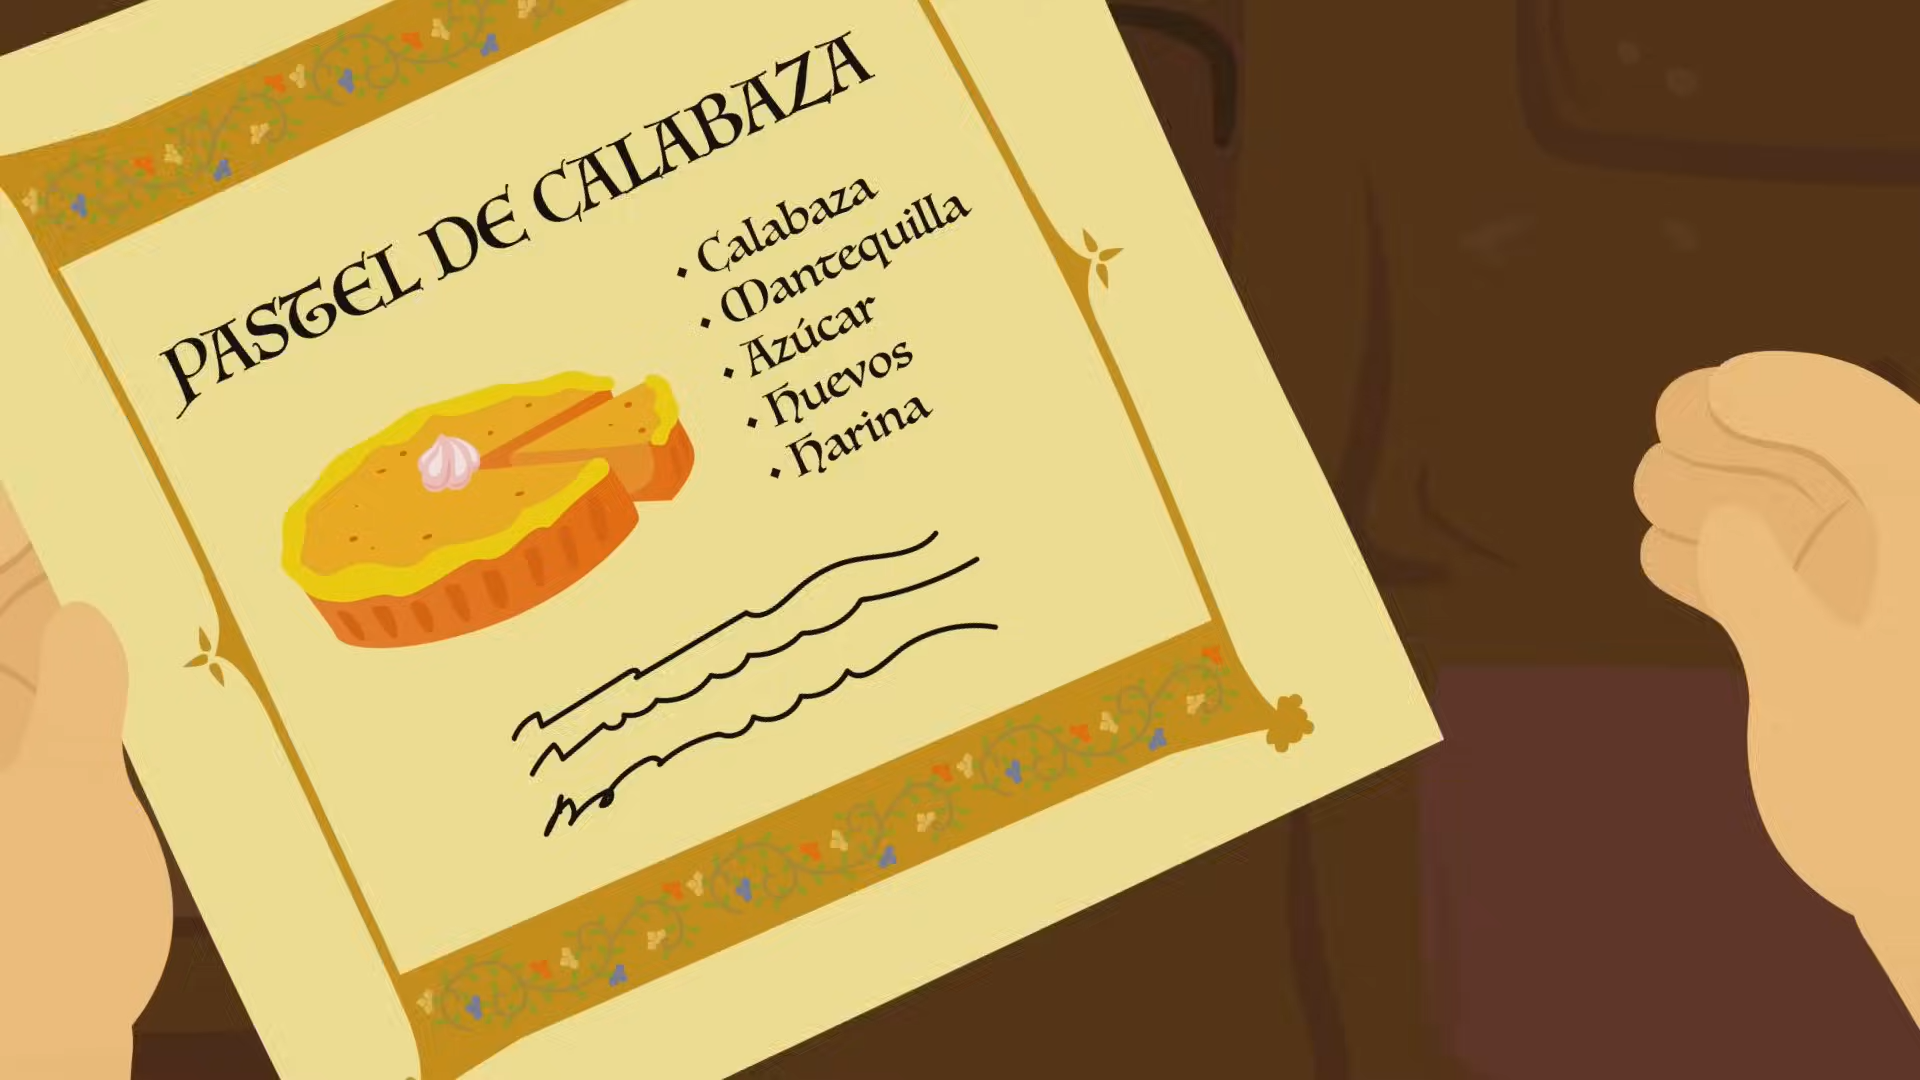 PASTEL DE CALABAZA
· Calabaza
· Mantequilla
· Azúcar
· Huevos
· Harina